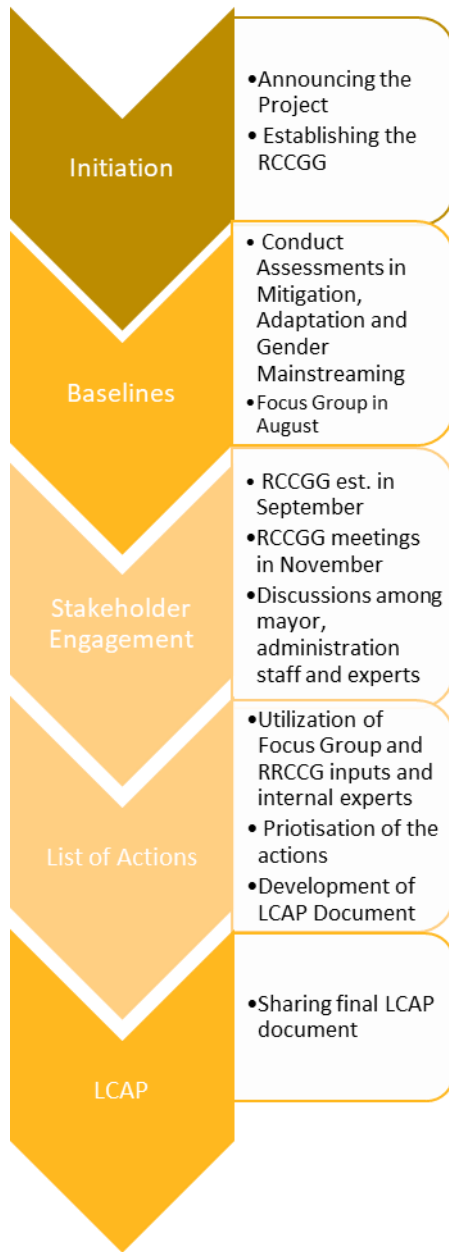 Initiation
•Announcing the
Project
• Establishing the
RCCGG
Baselines
• Conduct
Assessments in
Mitigation,
Adaptation and
Gender
Mainstreaming
•Focus Group in
August
Stakeholder
Engagement
• RCCGG est. in
September
•RCCGG meetings
in November
•Discussions among
mayor,
administration
staff and experts
List of Actions
•Utilization of
Focus Group and
RRCCG inputs and
internal experts
• Priotisation of the
actions
•Development of
LCAP Document
LCAP
•Sharing final LCAP
document